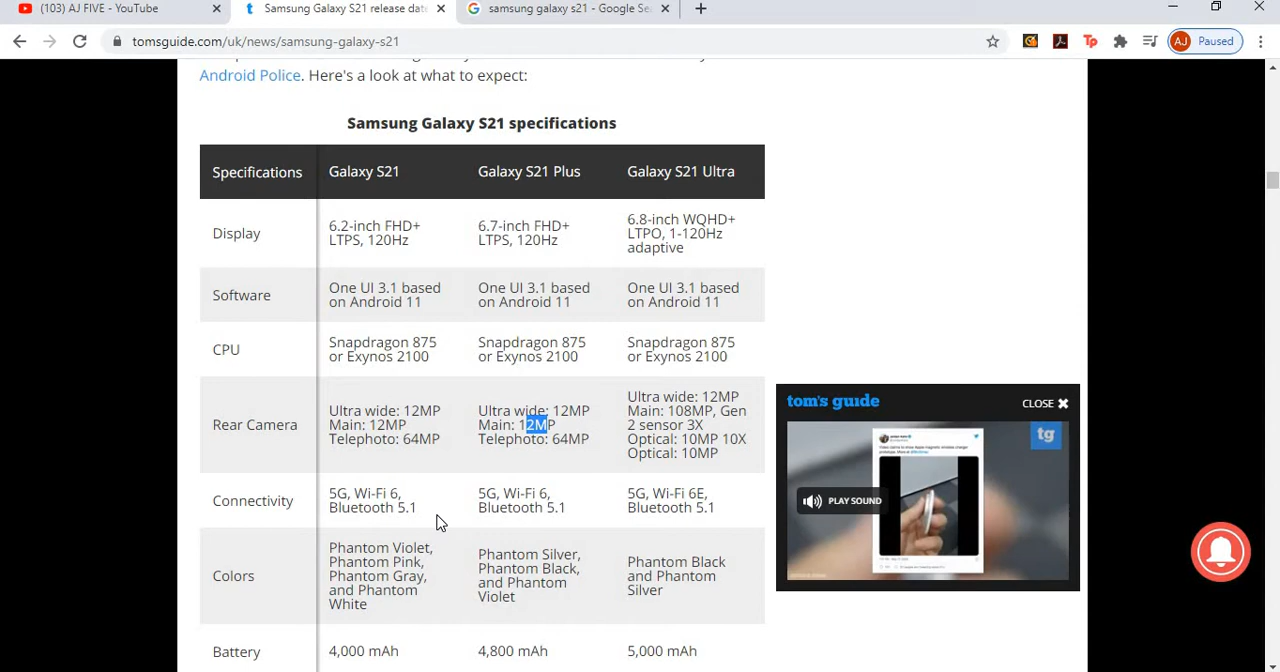 (103) AJ FIVE - YouTube
Samsung Galaxy S21 release date
samsung galaxy s21 - Google Se
tomsguide.com/uk/news/samsung-galaxy-s21
AJ Paused
Android Police. Here's a look at what to expect:
Samsung Galaxy S21 specifications
Specifications Galaxy S21 Galaxy S21 Plus Galaxy S21 Ultra
Display
6.2-inch FHD+
LTPS, 120Hz
6.7-inch FHD+
LTPS, 120Hz
6.8-inch WQHD+
LTPO, 1-120Hz
adaptive
Software
One UI 3.1 based
on Android 11
One UI 3.1 based
on Android 11
One UI 3.1 based
on Android 11
CPU
Snapdragon 875
or Exynos 2100
Snapdragon 875
or Exynos 2100
Snapdragon 875
or Exynos 2100
Rear Camera
Ultra wide: 12MP
Main: 12MP
Telephoto: 64MP
Ultra wide: 12MP
Main: 12MP
Telephoto: 64MP
Ultra wide: 12MP
Main: 108MP, Gen
2 sensor 3X
Optical: 10MP 10X
Optical: 10MP
Connectivity
5G, Wi-Fi 6,
Bluetooth 5.1
5G, Wi-Fi 6,
Bluetooth 5.1
5G, Wi-Fi 6E,
Bluetooth 5.1
Colors
Phantom Violet,
Phantom Pink,
Phantom Gray,
and Phantom
White
Phantom Silver,
Phantom Black,
and Phantom
Violet
Phantom Black
and Phantom
Silver
Battery 4,000 mAh 4,800 mAh 5,000 mAh
tom's guide
CLOSE
tg
PLAY SOUND